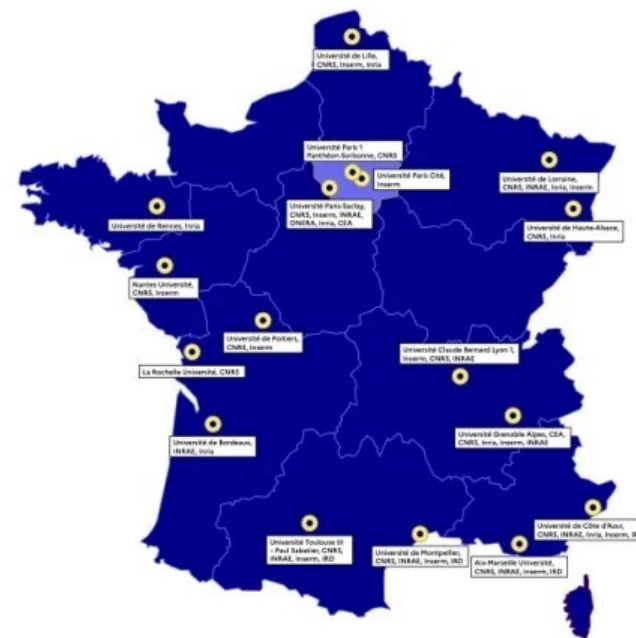 Université de Lille,
CNRS, Inserm, Inria
Université Paris 1
Panthéon-Sorbonne, CNRS
Université Paris Cité,
Inserm
Université de Lorraine,
CNRS, INRAE, Inria, Inserm
Université Paris-Saclay,
CNRS, Inserm, INRAE,
ONERA, Inria, CEA
Université de Haute-Alsace,
CNRS, Inria
Université de Rennes, Inria
Nantes Université,
CNRS, Inserm
Université de Poitiers,
CNRS, Inserm
Université Claude Bernard Lyon 1,
Inserm, CNRS, INRAE
La Rochelle Université, CNRS
Université Grenoble Alpes, CEA,
CNRS, Inria, Inserm, INRAE
Université de Bordeaux,
INRAE, Inria
Université de Côte d'Azur,
CNRS, INRAE, Inria, Inserm,
Université Toulouse III
- Paul Sabatier, CNRS,
INRAE, Inserm, IRD
Université de Montpellier,
CNRS, INRAE, Inserm, IRD
Aix-Marseille Université,
CNRS, INRAE, Inserm, IRD